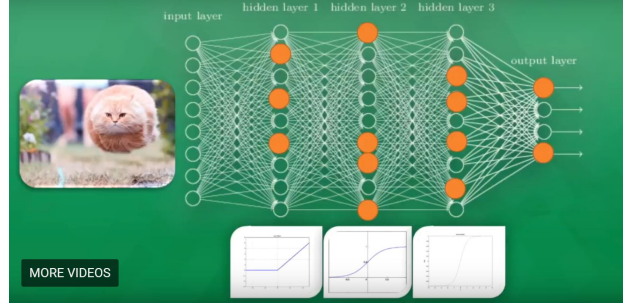 input layer
hidden layer 1
hidden layer 2
hidden layer 3
output layer
MORE VIDEOS